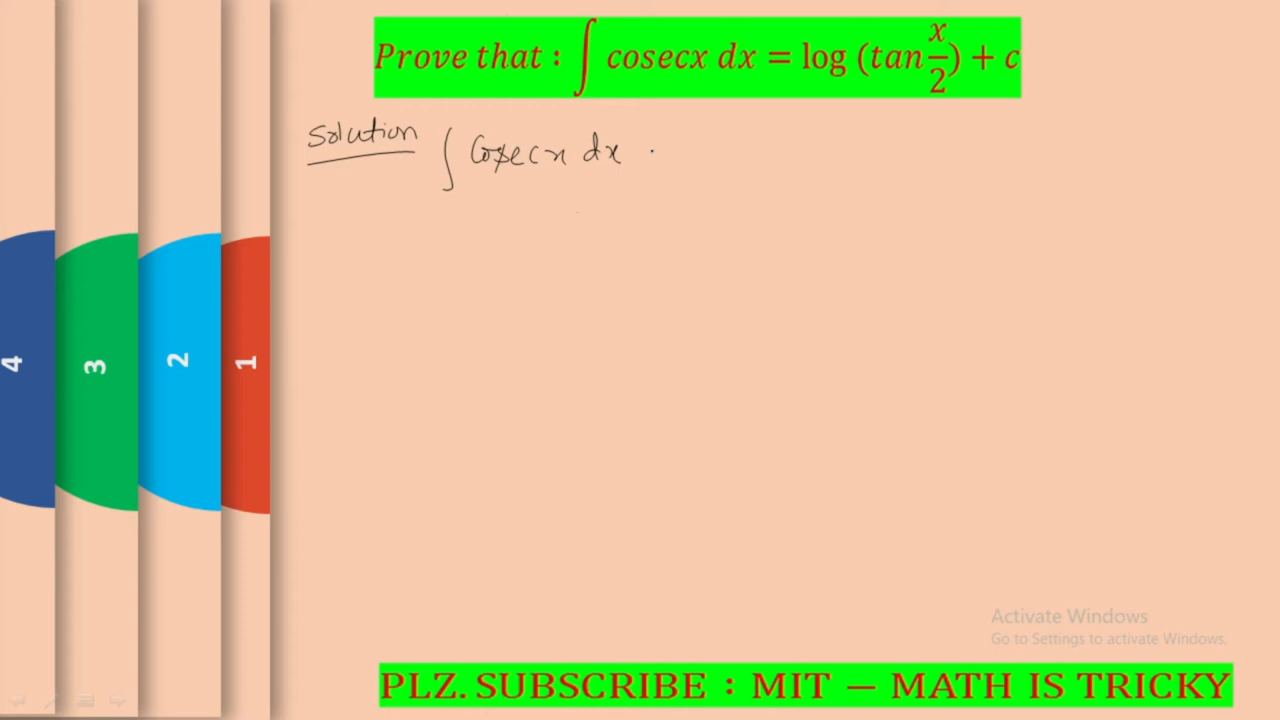 Prove that : ∫ cosecx dx = log (tan x/2) + c
Solution ∫ Cosecx dx
4
3
2
1
Activate Windows
Go to Settings to activate Windows.
PLZ. SUBSCRIBE : MIT − MATH IS TRICKY